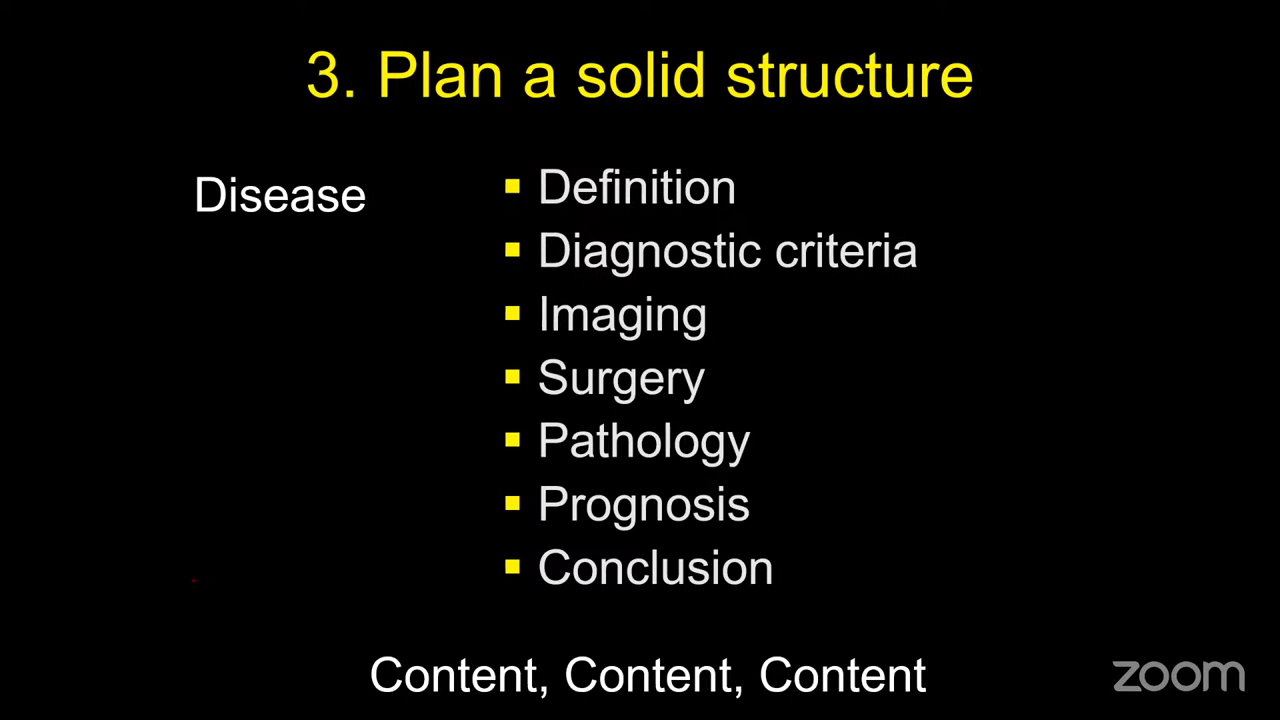 3. Plan a solid structure
Disease
▪ Definition
▪ Diagnostic criteria
▪ Imaging
▪ Surgery
▪ Pathology
▪ Prognosis
▪ Conclusion
Content, Content, Content
zoom